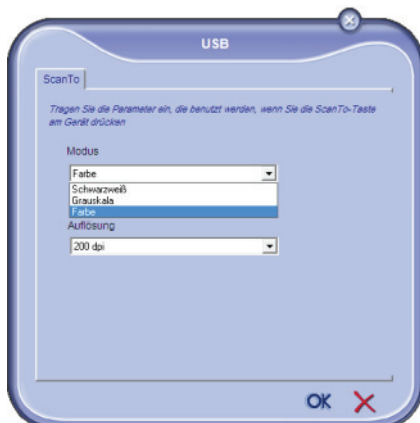 USB
ScanTo
Tragen Sie die Parameter ein, die benutzt werden, wenn Sie die ScanTo-Taste
am Gerät drücken
Modus
Farbe
Schwarzweiß
Grauskala
Farbe
Auflösung
200 dpi
OK